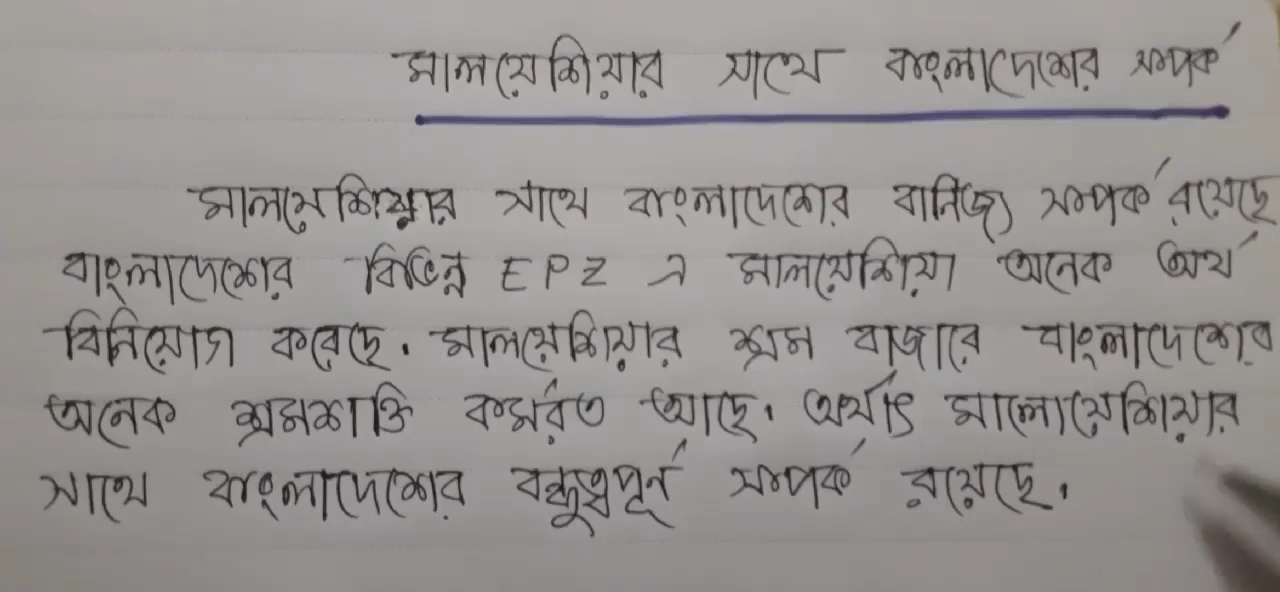 মালয়েশিয়ার সাথে বাংলাদেশের সম্পর্ক
মালয়েশিয়ার সাথে বাংলাদেশের বানিজ্য সম্পর্ক রয়েছে
বাংলাদেশের বিভিন্ন EPZ এ মালয়েশিয়া অনেক অর্থ
বিনিয়োগ করেছে. মালয়েশিয়ার শ্রম বাজারে বাংলাদেশের
অনেক শ্রমশক্তি কর্মরত আছে. অর্থাৎ মালোয়েশিয়ার
সাথে বাংলাদেশের বন্ধুত্বপূর্ন সম্পর্ক রয়েছে.